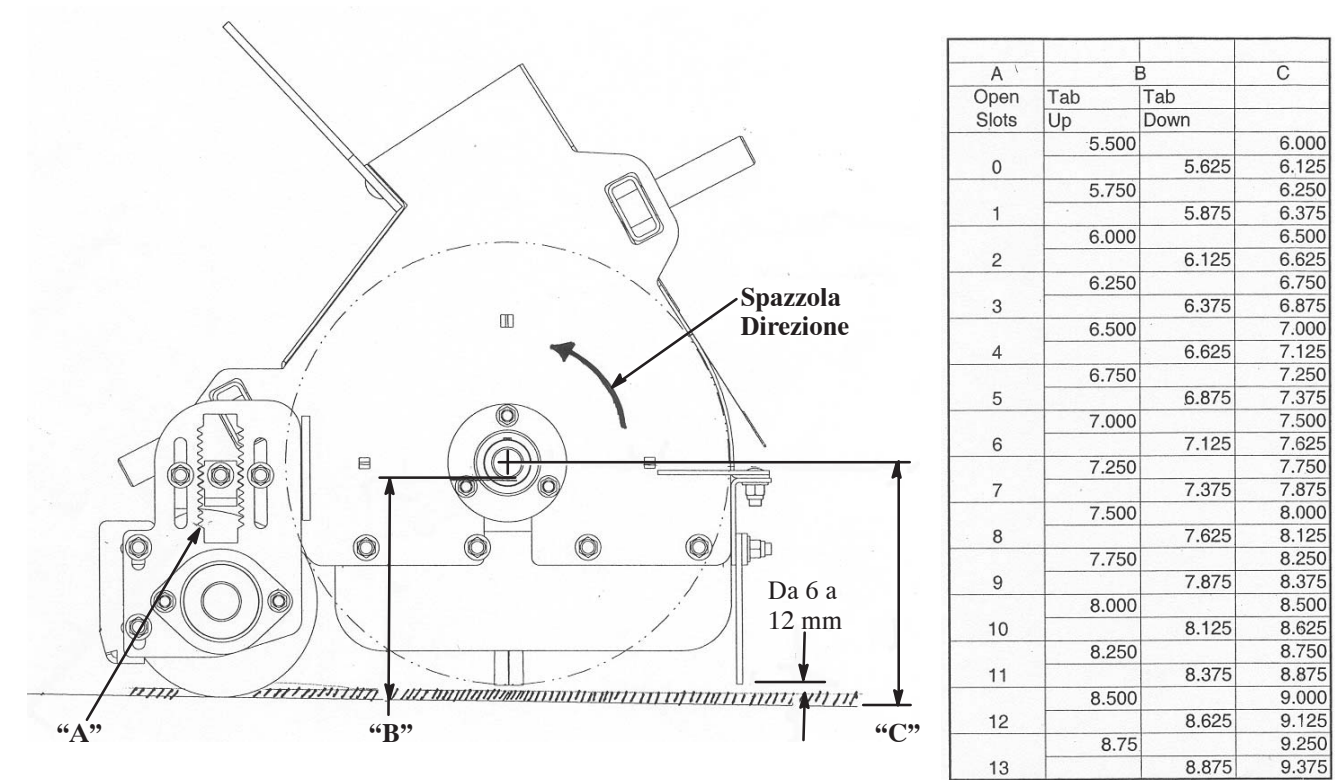 Spazzola
Direzione
Da 6 a
12 mm
“A”
“B”
“C”
A B C
Open Tab Tab
Slots Up Down
5.500 6.000
0 5.625 6.125
5.750 6.250
1 5.875 6.375
6.000 6.500
2 6.125 6.625
6.250 6.750
3 6.375 6.875
6.500 7.000
4 6.625 7.125
6.750 7.250
5 6.875 7.375
7.000 7.500
6 7.125 7.625
7.250 7.750
7 7.375 7.875
7.500 8.000
8 7.625 8.125
7.750 8.250
9 7.875 8.375
8.000 8.500
10 8.125 8.625
8.250 8.750
11 8.375 8.875
8.500 9.000
12 8.625 9.125
8.75 9.250
13 8.875 9.375